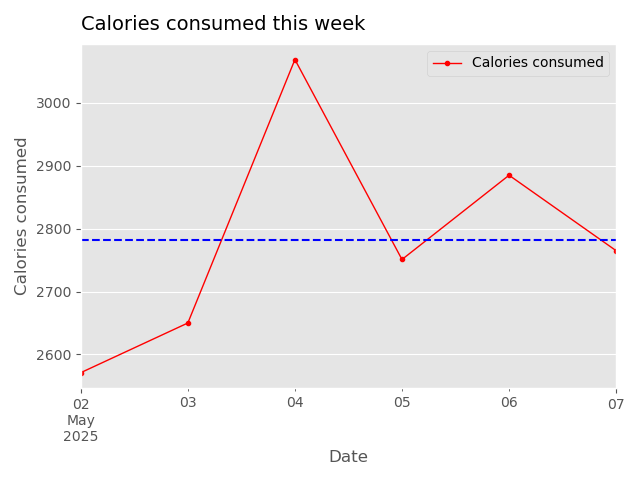 Calories consumed this week
Calories consumed
3000
2900
2800
2700
2600
Calories consumed
02 03 04 05 06 07
May
2025
Date